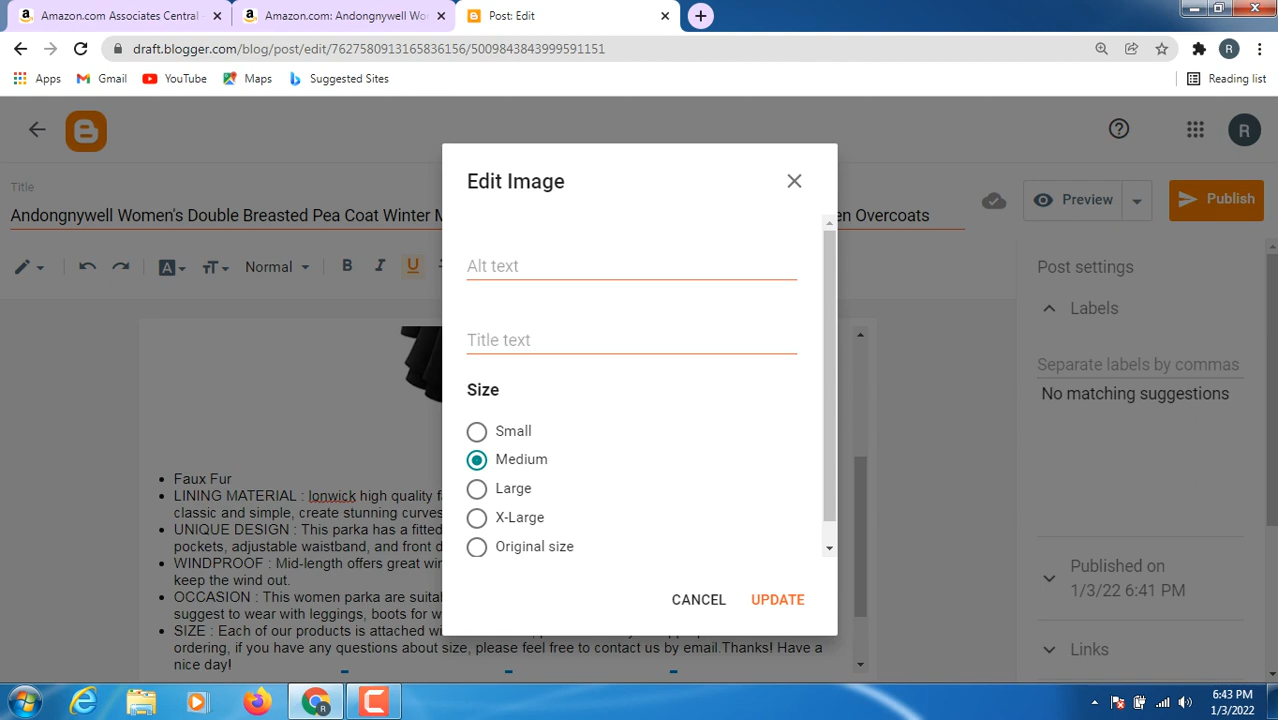 Amazon.com Associates Central -
Amazon.com: Andongnywell Wo
Post: Edit
draft.blogger.com/blog/post/edit/7627580913165836156/5009843843999591151
R
Apps
Gmail
YouTube
Maps
Suggested Sites
Reading list
R
Edit Image
Title
Andongnywell Women's Double Breasted Pea Coat Winter M
en Overcoats
Preview
Publish
Normal
B
I
U
Post settings
Alt text
Labels
Title text
Separate labels by commas
No matching suggestions
Size
Small
Medium
Large
X-Large
Original size
Faux Fur
LINING MATERIAL : lonwick high quality fa
classic and simple, create stunning curves
UNIQUE DESIGN : This parka has a fitted
pockets, adjustable waistband, and front d
WINDPROOF : Mid-length offers great win
keep the wind out.
OCCASION : This women parka are suitab
suggest to wear with leggings, boots for w
SIZE : Each of our products is attached wi
ordering, if you have any questions about size, please feel free to contact us by email.Thanks! Have a
nice day!
CANCEL
UPDATE
Published on
1/3/22 6:41 PM
Links
6:43 PM
1/3/2022